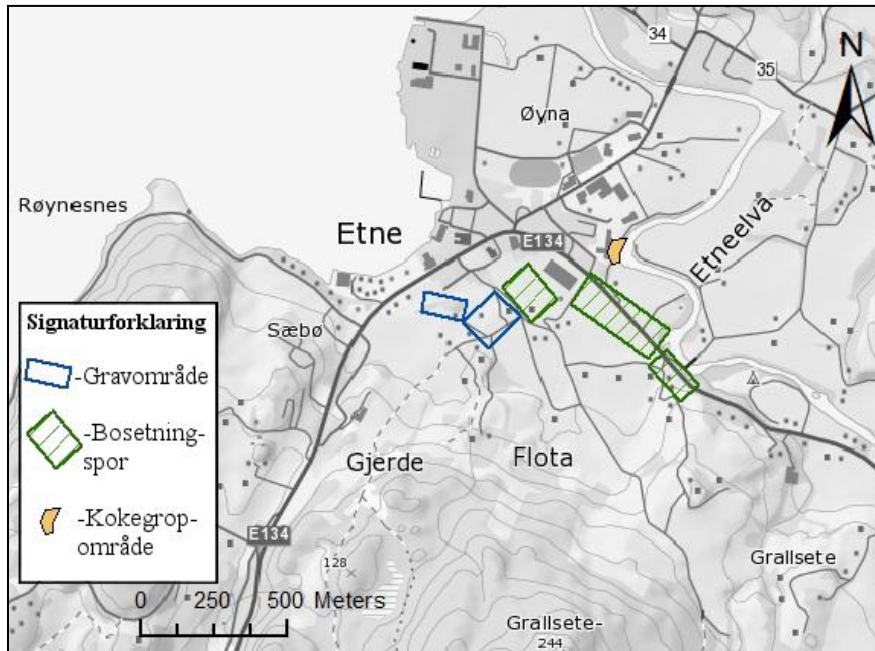 34
35
N
Øyna
Røynesnes
Etne
E134
Etneelva
Signaturforklaring
-Gravområde
-Bosetning-
spor
-Kokegrop-
område
Sæbø
Gjerde
Flota
E134
128
Grallsete
0 250 500 Meters
Grallsete-
244